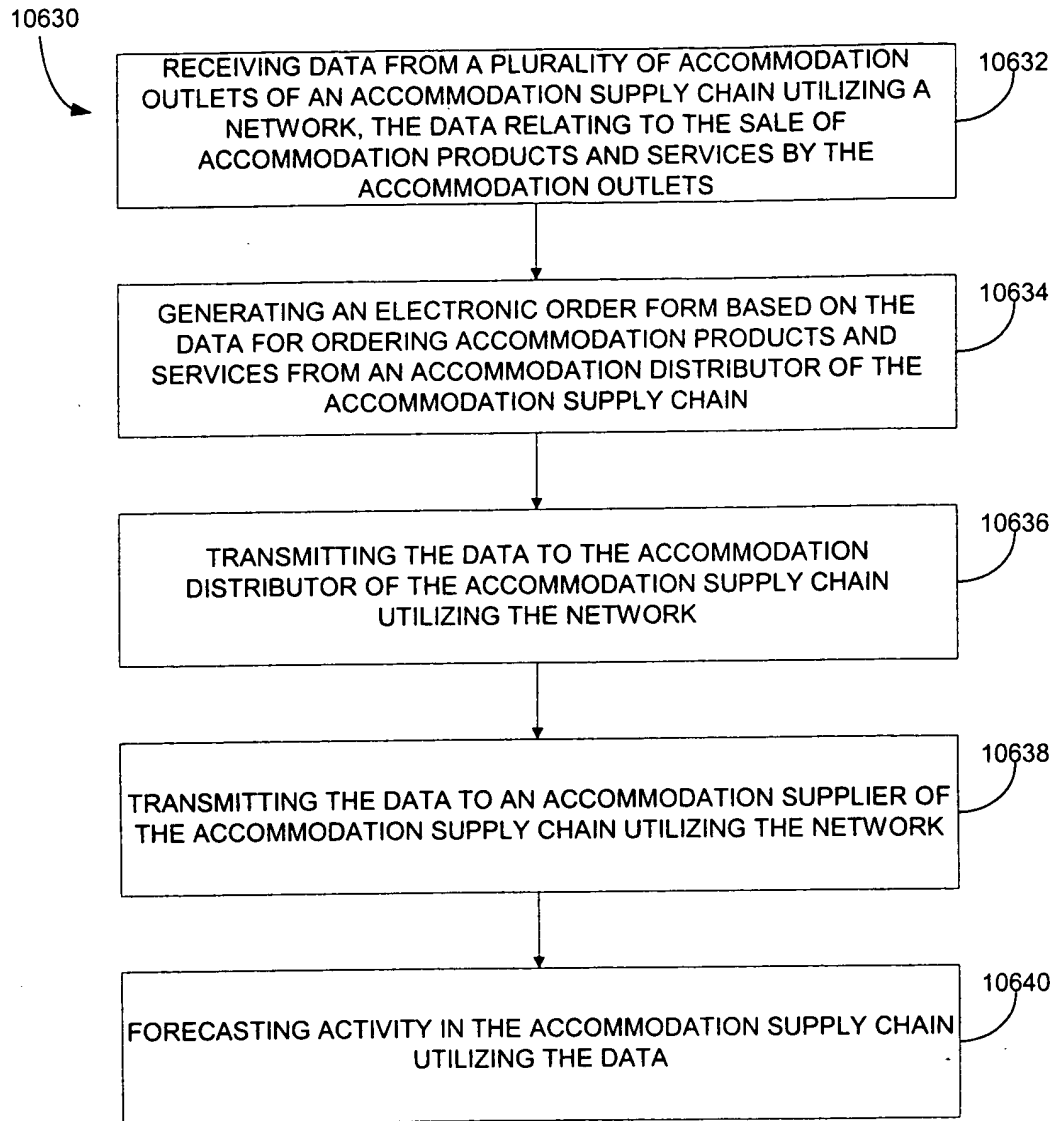 10630
RECEIVING DATA FROM A PLURALITY OF ACCOMMODATION
OUTLETS OF AN ACCOMMODATION SUPPLY CHAIN UTILIZING A
NETWORK, THE DATA RELATING TO THE SALE OF
ACCOMMODATION PRODUCTS AND SERVICES BY THE
ACCOMMODATION OUTLETS
10632
GENERATING AN ELECTRONIC ORDER FORM BASED ON THE
DATA FOR ORDERING ACCOMMODATION PRODUCTS AND
SERVICES FROM AN ACCOMMODATION DISTRIBUTOR OF THE
ACCOMMODATION SUPPLY CHAIN
10634
TRANSMITTING THE DATA TO THE ACCOMMODATION
DISTRIBUTOR OF THE ACCOMMODATION SUPPLY CHAIN
UTILIZING THE NETWORK
10636
TRANSMITTING THE DATA TO AN ACCOMMODATION SUPPLIER OF
THE ACCOMMODATION SUPPLY CHAIN UTILIZING THE NETWORK
10638
FORECASTING ACTIVITY IN THE ACCOMMODATION SUPPLY CHAIN
UTILIZING THE DATA
10640